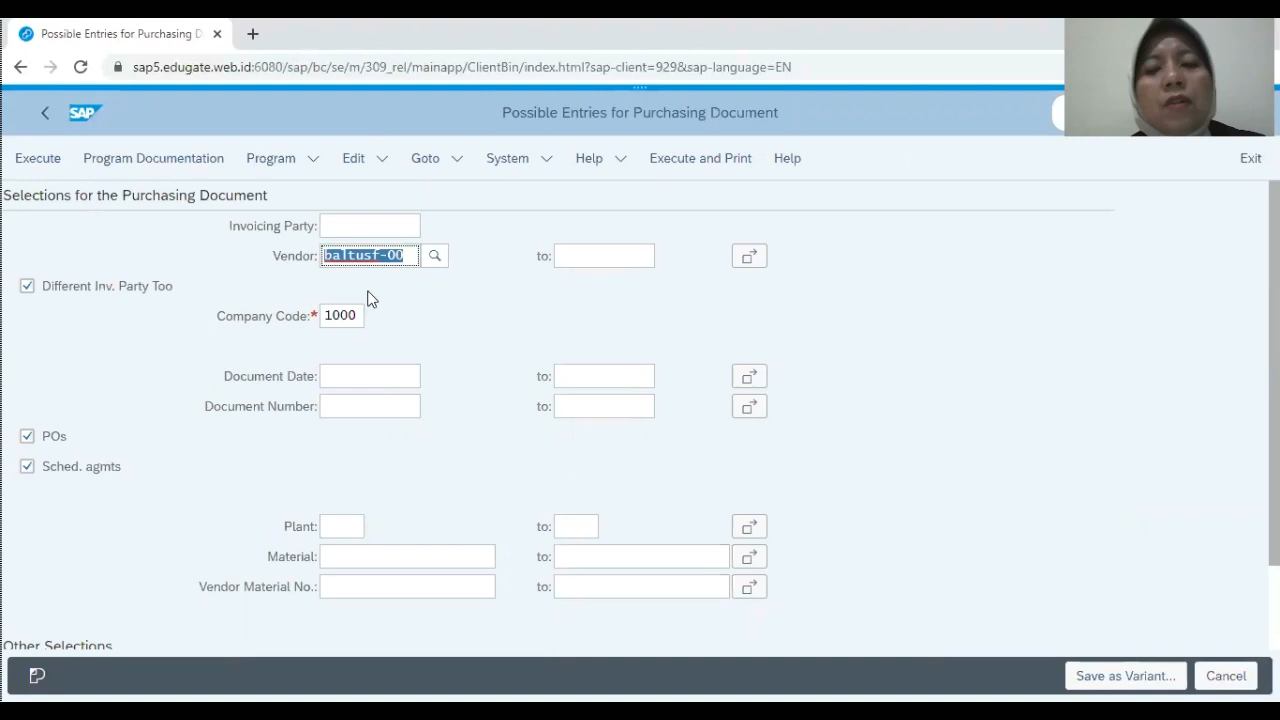 Possible Entries for Purchasing D
sap5.edugate.web.id:6080/sap/bc/se/m/309_rel/mainapp/ClientBin/index.html?sap-client=929&sap-language=EN
SAP Possible Entries for Purchasing Document
Execute Program Documentation Program Edit Goto System Help Execute and Print Help Exit
Selections for the Purchasing Document
Invoicing Party:
Vendor: baltusf-00 to:
Different Inv. Party Too
Company Code:* 1000
Document Date: to:
Document Number: to:
POs
Sched. agmts
Plant: to:
Material: to:
Vendor Material No.: to:
Other Selections
Save as Variant... Cancel